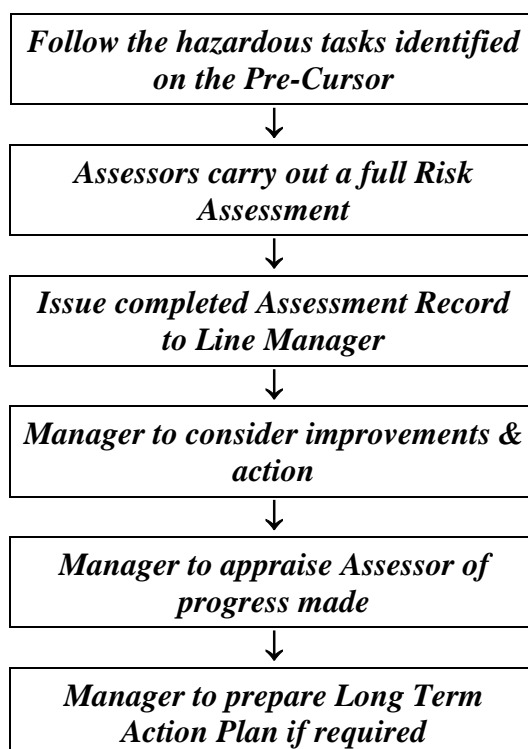 Follow the hazardous tasks identified
on the Pre-Cursor
Assessors carry out a full Risk
Assessment
Issue completed Assessment Record
to Line Manager
Manager to consider improvements &
action
Manager to appraise Assessor of
progress made
Manager to prepare Long Term
Action Plan if required